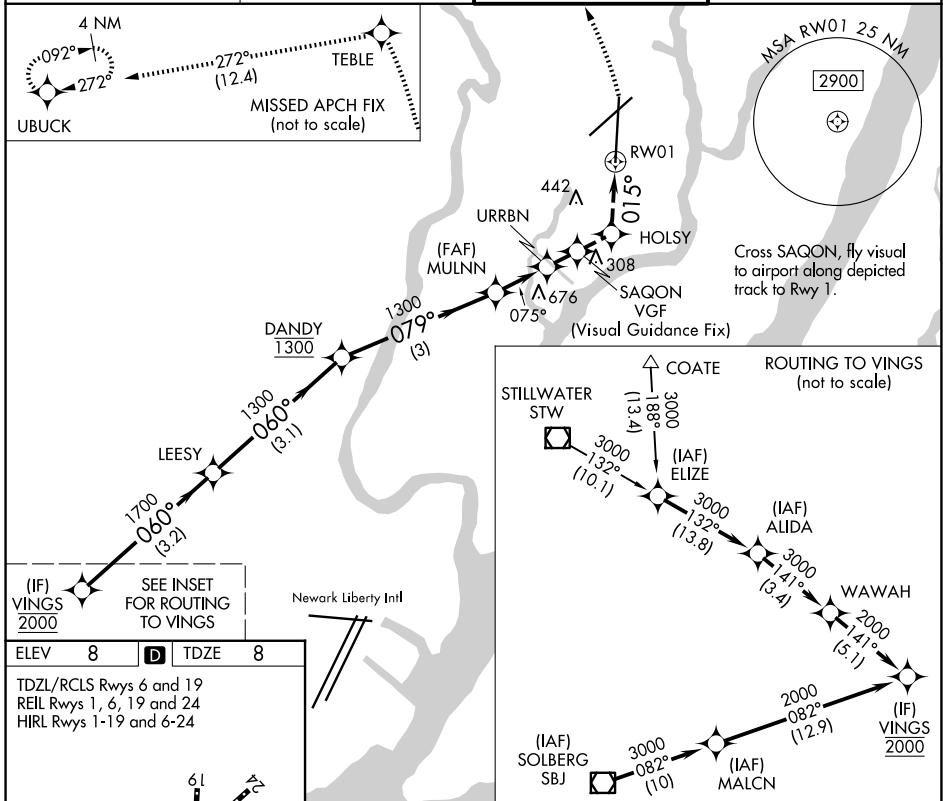 4 NM
092°
272°
UBUCK
272°
(12.4)
TEBLE
MISSED APCH FIX
(not to scale)
MSA RW01 25 NM
2900
RW01
442
015°
URRBN
HOLSY
(FAF)
MULNN
308
676
075°
SAQON
VGF
(Visual Guidance Fix)
Cross SAQON, fly visual
to airport along depicted
track to Rwy 1.
1300
079°
(3)
DANDY
1300
1300
060°
(3.1)
LEESY
1700
060°
(3.2)
(IF)
VINGS
2000
SEE INSET
FOR ROUTING
TO VINGS
Newark Liberty Intl
ROUTING TO VINGS
(not to scale)
COATE
3000
188°
(13.4)
STILLWATER
STW
3000
132°
(10.1)
(IAF)
ELIZE
3000
132°
(13.8)
(IAF)
ALIDA
3000
141°
(3.4)
WAWAH
2000
141°
(5.1)
(IF)
VINGS
2000
2000
082°
(12.9)
(IAF)
MALCN
3000
082°
(10)
(IAF)
SOLBERG
SBJ
ELEV 8 D TDZE 8
TDZL/RCLS Rwys 6 and 19
REIL Rwys 1, 6, 19 and 24
HIRL Rwys 1-19 and 6-24
19
24